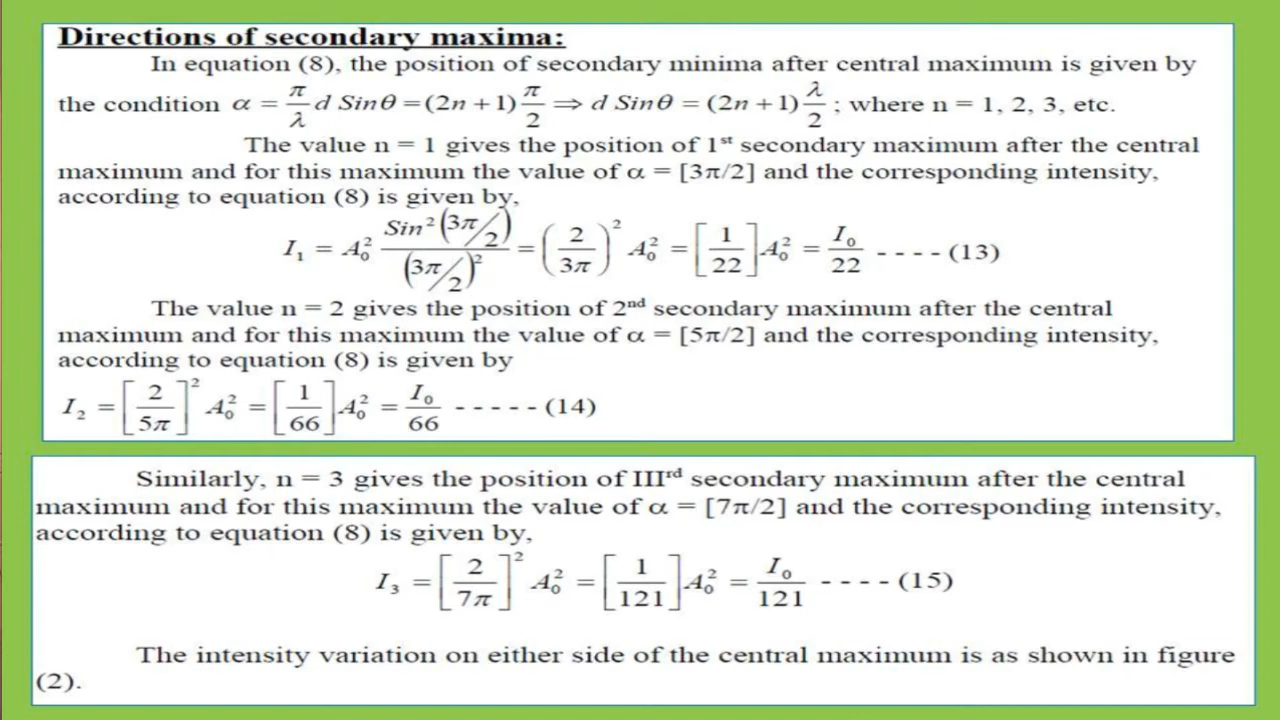 Directions of secondary maxima:
In equation (8), the position of secondary minima after central maximum is given by
the condition α = π/λ d Sinθ = (2n + 1) π/2 ⇒ d Sinθ = (2n + 1) λ/2 ; where n = 1, 2, 3, etc.
The value n = 1 gives the position of 1st secondary maximum after the central
maximum and for this maximum the value of α = [3π/2] and the corresponding intensity,
according to equation (8) is given by,
I₁ = A₀² Sin²(3π/2) / (3π/2)² = (2/3π)² A₀² = [1/22] A₀² = I₀/22 - - - - (13)
The value n = 2 gives the position of 2nd secondary maximum after the central
maximum and for this maximum the value of α = [5π/2] and the corresponding intensity,
according to equation (8) is given by
I₂ = [2/5π]² A₀² = [1/66] A₀² = I₀/66 - - - - - (14)
Similarly, n = 3 gives the position of IIIrd secondary maximum after the central
maximum and for this maximum the value of α = [7π/2] and the corresponding intensity,
according to equation (8) is given by,
I₃ = [2/7π]² A₀² = [1/121] A₀² = I₀/121 - - - - (15)
The intensity variation on either side of the central maximum is as shown in figure
(2).